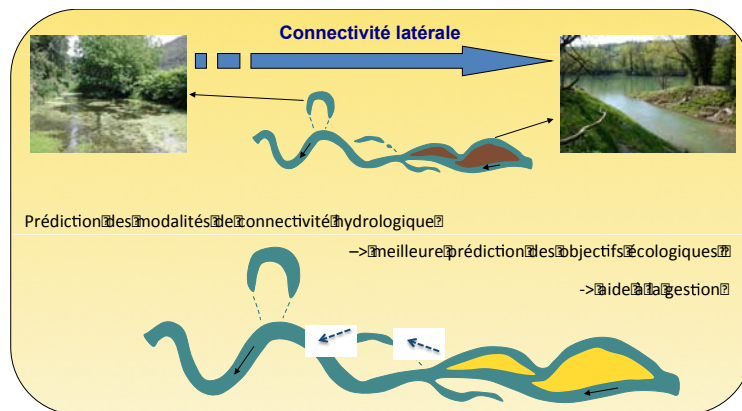 Connectivité latérale
Prédiction des modalités de connectivité hydrologique
–> meilleure prédiction des objectifs écologiques ?
-> aide à la gestion